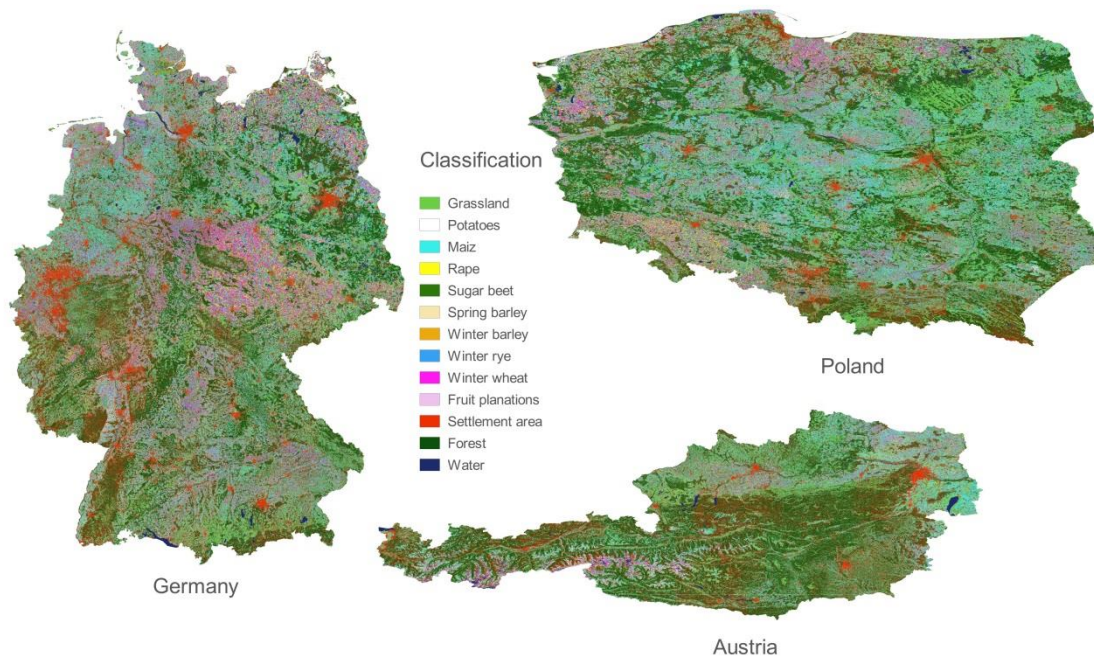 Classification
Grassland
Potatoes
Maiz
Rape
Sugar beet
Spring barley
Winter barley
Winter rye
Winter wheat
Fruit planations
Settlement area
Forest
Water
Germany
Poland
Austria